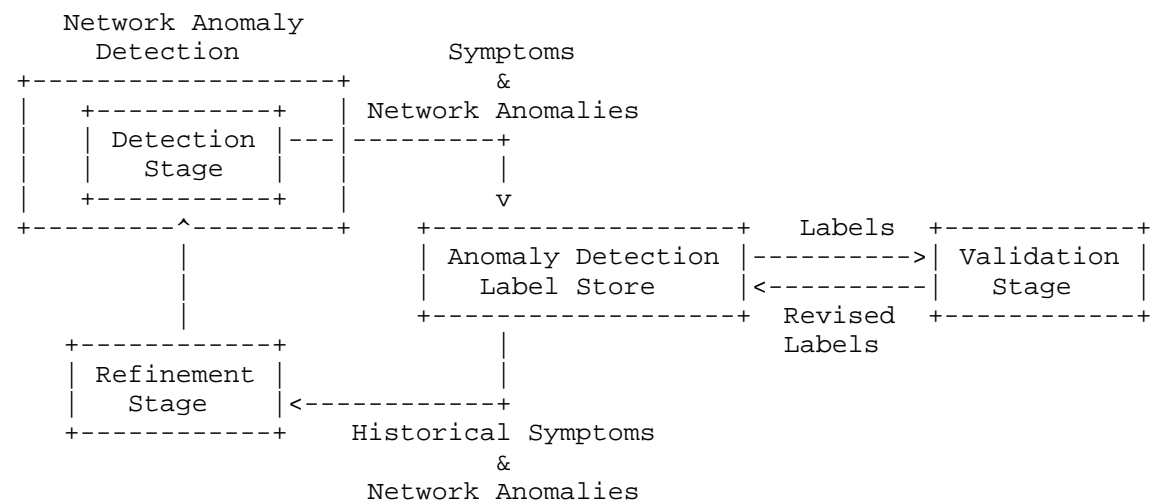 Network Anomaly
Detection Symptoms
&
Network Anomalies
Detection
Stage
Labels
Anomaly Detection Validation
Label Store Stage
Revised
Labels
Refinement
Stage
Historical Symptoms
&
Network Anomalies